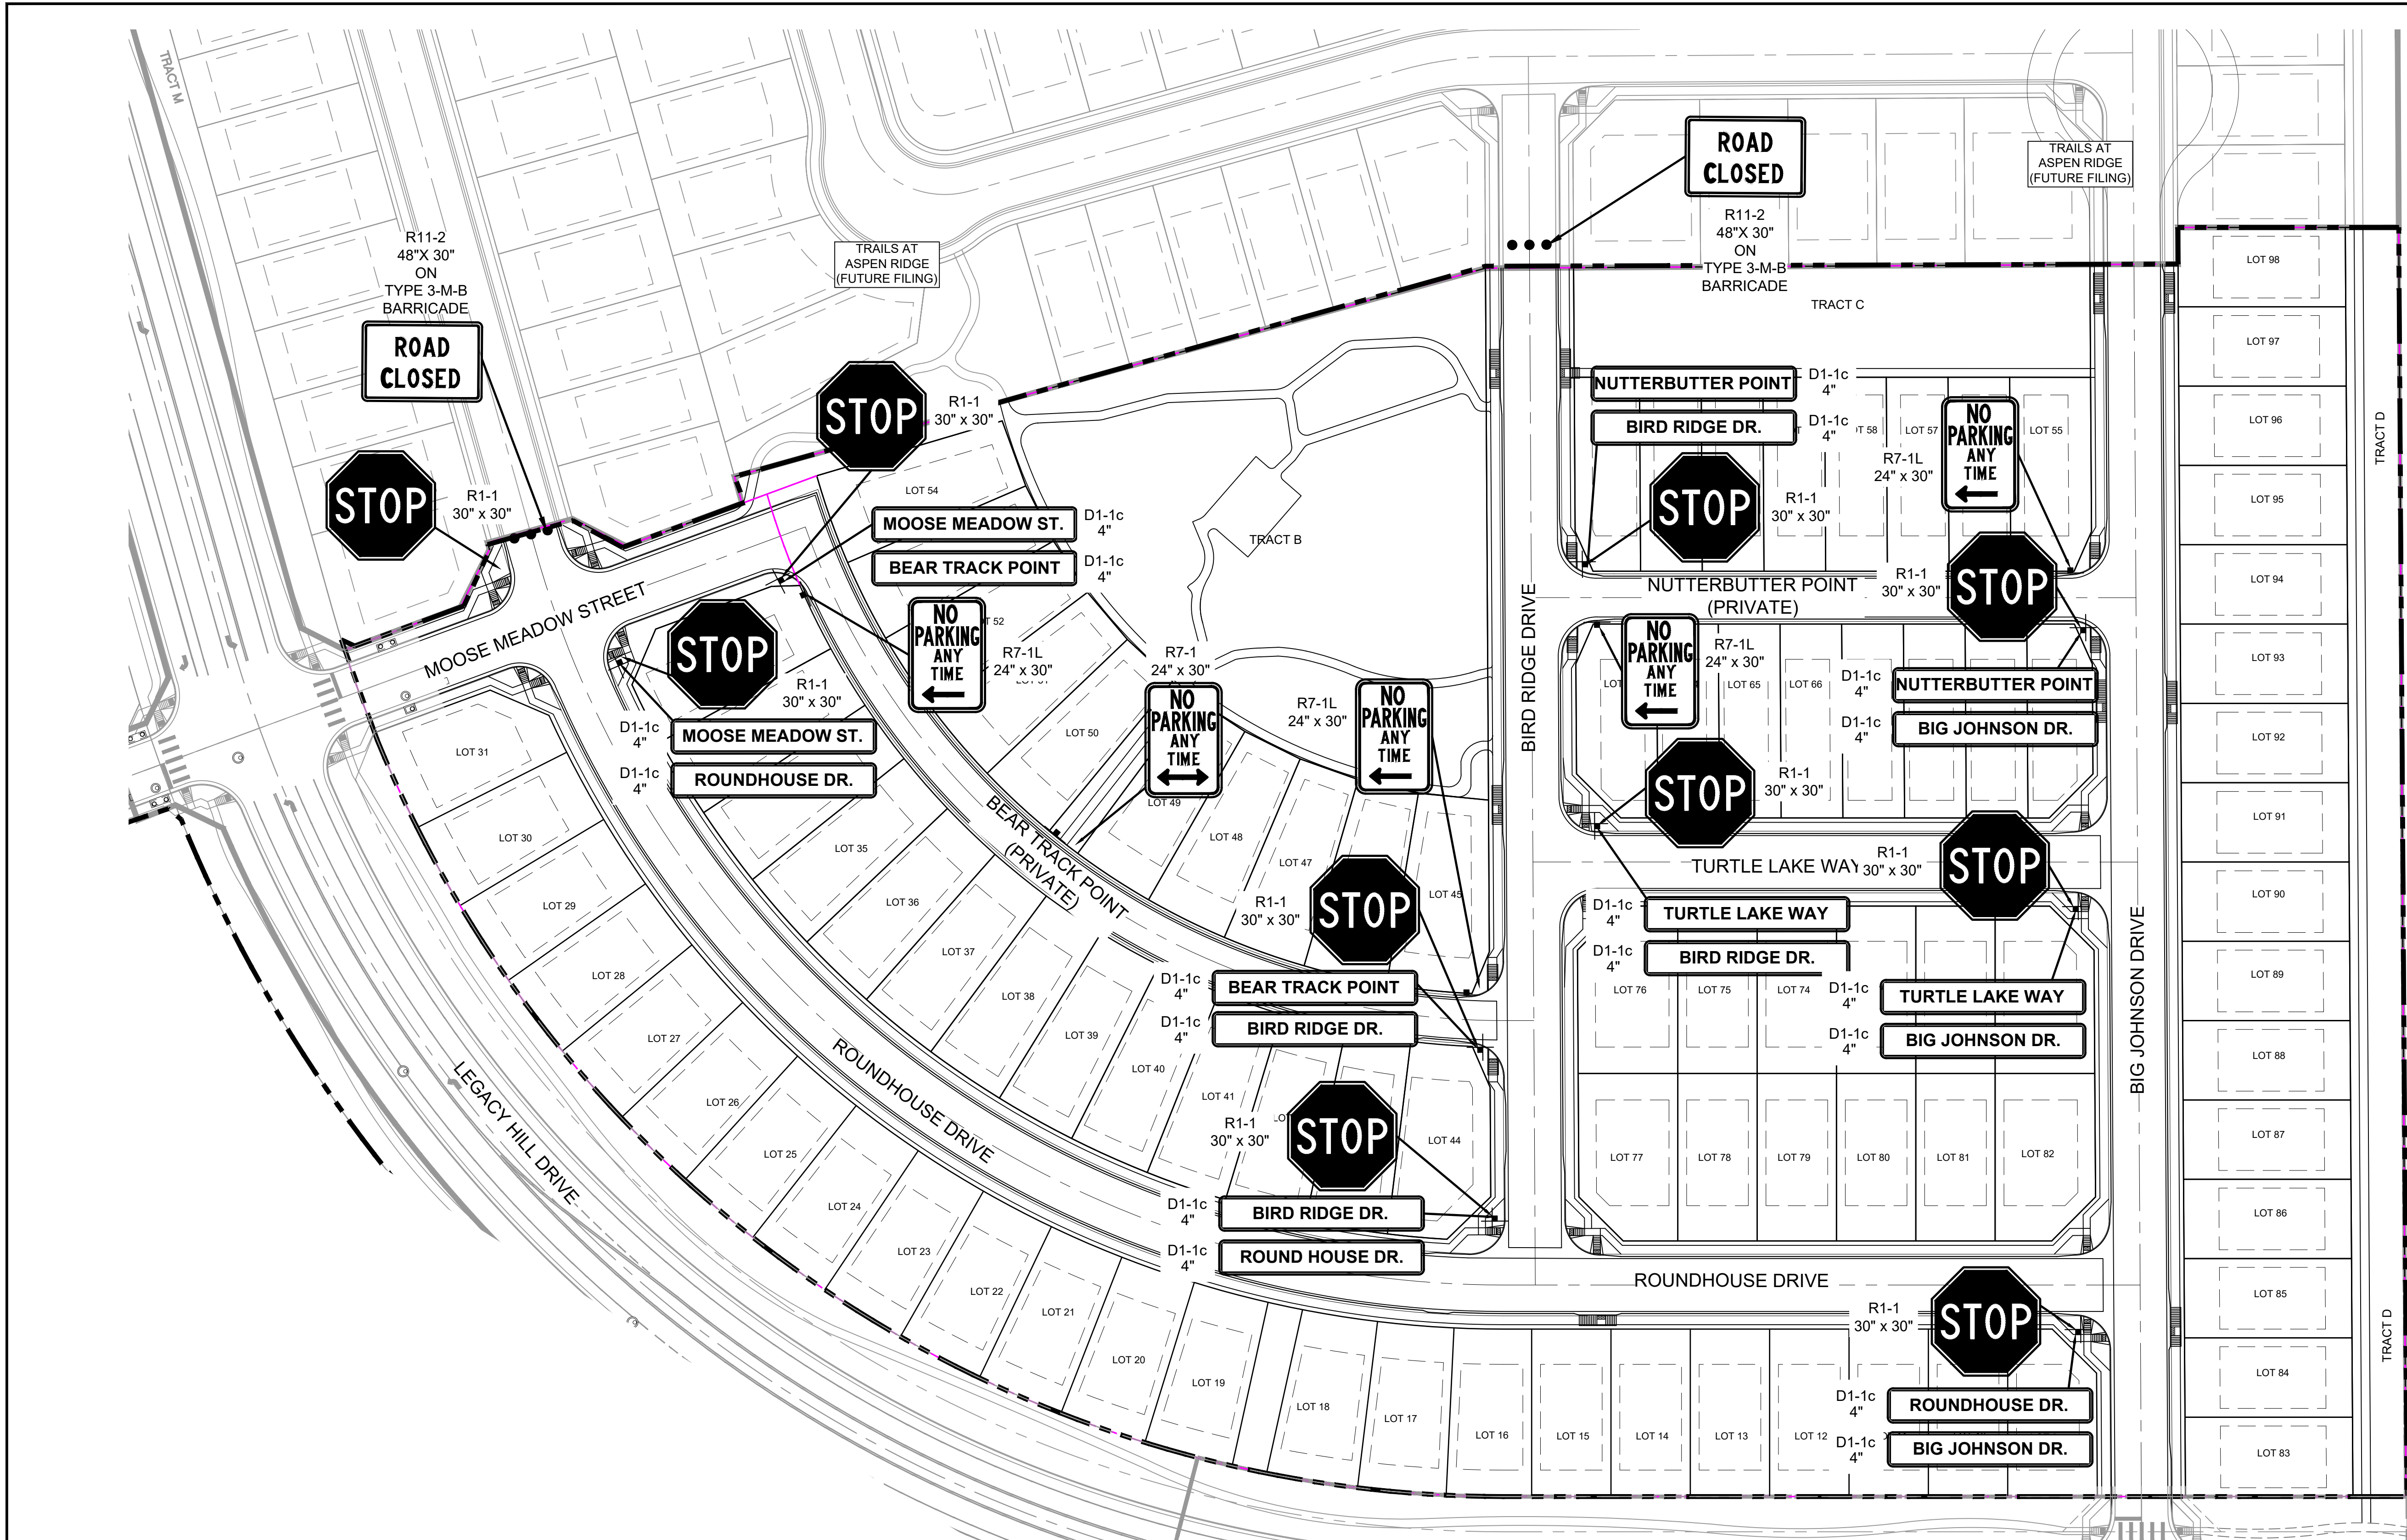 TRACT M
ROAD
CLOSED
R11-2
48"X 30"
ON
TYPE 3-M-B
BARRICADE
TRAILS AT
ASPEN RIDGE
(FUTURE FILING)
R11-2
48"X 30"
ON
TYPE 3-M-B
BARRICADE
ROAD
CLOSED
TRAILS AT
ASPEN RIDGE
(FUTURE FILING)
TRACT C
STOP
R1-1
30" x 30"
STOP
R1-1
30" x 30"
LOT 54
MOOSE MEADOW ST.
D1-1c
4"
BEAR TRACK POINT
D1-1c
4"
TRACT B
NUTTERBUTTER POINT
D1-1c
4"
BIRD RIDGE DR.
D1-1c
4"
LOT 57
LOT 55
NO
PARKING
ANY
TIME
R7-1L
24" x 30"
STOP
R1-1
30" x 30"
NUTTERBUTTER POINT
(PRIVATE)
R1-1
30" x 30"
STOP
MOOSE MEADOW STREET
STOP
R1-1
30" x 30"
NO
PARKING
ANY
TIME
R7-1L
24" x 30"
D1-1c
4"
MOOSE MEADOW ST.
D1-1c
4"
ROUNDHOUSE DR.
R7-1
24" x 30"
NO
PARKING
ANY
TIME
R7-1L
24" x 30"
NO
PARKING
ANY
TIME
BIRD RIDGE DRIVE
NO
PARKING
ANY
TIME
R7-1L
24" x 30"
LOT 65
LOT 66
D1-1c
4"
NUTTERBUTTER POINT
D1-1c
4"
BIG JOHNSON DR.
STOP
R1-1
30" x 30"
TURTLE LAKE WAY
R1-1
30" x 30"
STOP
D1-1c
4"
TURTLE LAKE WAY
D1-1c
4"
BIRD RIDGE DR.
LOT 76
LOT 75
LOT 74
D1-1c
4"
TURTLE LAKE WAY
D1-1c
4"
BIG JOHNSON DR.
BIG JOHNSON DRIVE
LOT 50
LOT 49
LOT 48
LOT 47
LOT 45
BEAR TRACK POINT
(PRIVATE)
R1-1
30" x 30"
STOP
D1-1c
4"
BEAR TRACK POINT
D1-1c
4"
BIRD RIDGE DR.
LOT 31
LOT 30
LOT 29
LOT 28
LOT 27
LOT 26
LOT 25
LOT 24
LOT 23
LOT 22
LOT 21
LOT 20
LOT 19
LOT 18
LOT 17
LOT 16
LOT 15
LOT 14
LOT 13
LOT 12
LOT 35
LOT 36
LOT 37
LOT 38
LOT 39
LOT 40
LOT 41
LOT 44
R1-1
30" x 30"
STOP
D1-1c
4"
BIRD RIDGE DR.
D1-1c
4"
ROUND HOUSE DR.
LEGACY HILL DRIVE
ROUNDHOUSE DRIVE
LOT 77
LOT 78
LOT 79
LOT 80
LOT 81
LOT 82
ROUNDHOUSE DRIVE
R1-1
30" x 30"
STOP
D1-1c
4"
ROUNDHOUSE DR.
D1-1c
4"
BIG JOHNSON DR.
LOT 98
LOT 97
LOT 96
LOT 95
LOT 94
LOT 93
LOT 92
LOT 91
LOT 90
LOT 89
LOT 88
LOT 87
LOT 86
LOT 85
LOT 84
LOT 83
TRACT D
TRACT D